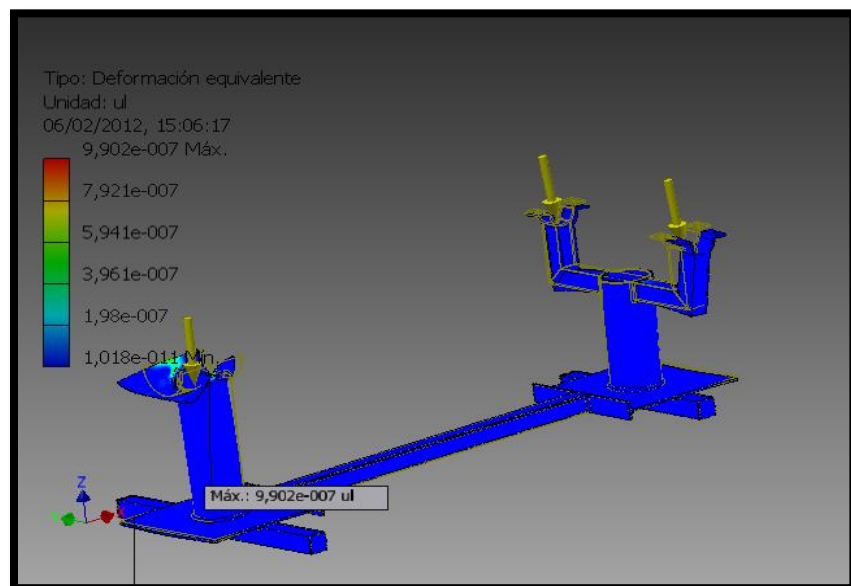 Tipo: Deformación equivalente
Unidad: ul
06/02/2012, 15:06:17
9,902e-007 Máx.
7,921e-007
5,941e-007
3,961e-007
1,98e-007
1,018e-011 Mín.
Z
Máx.: 9,902e-007 ul